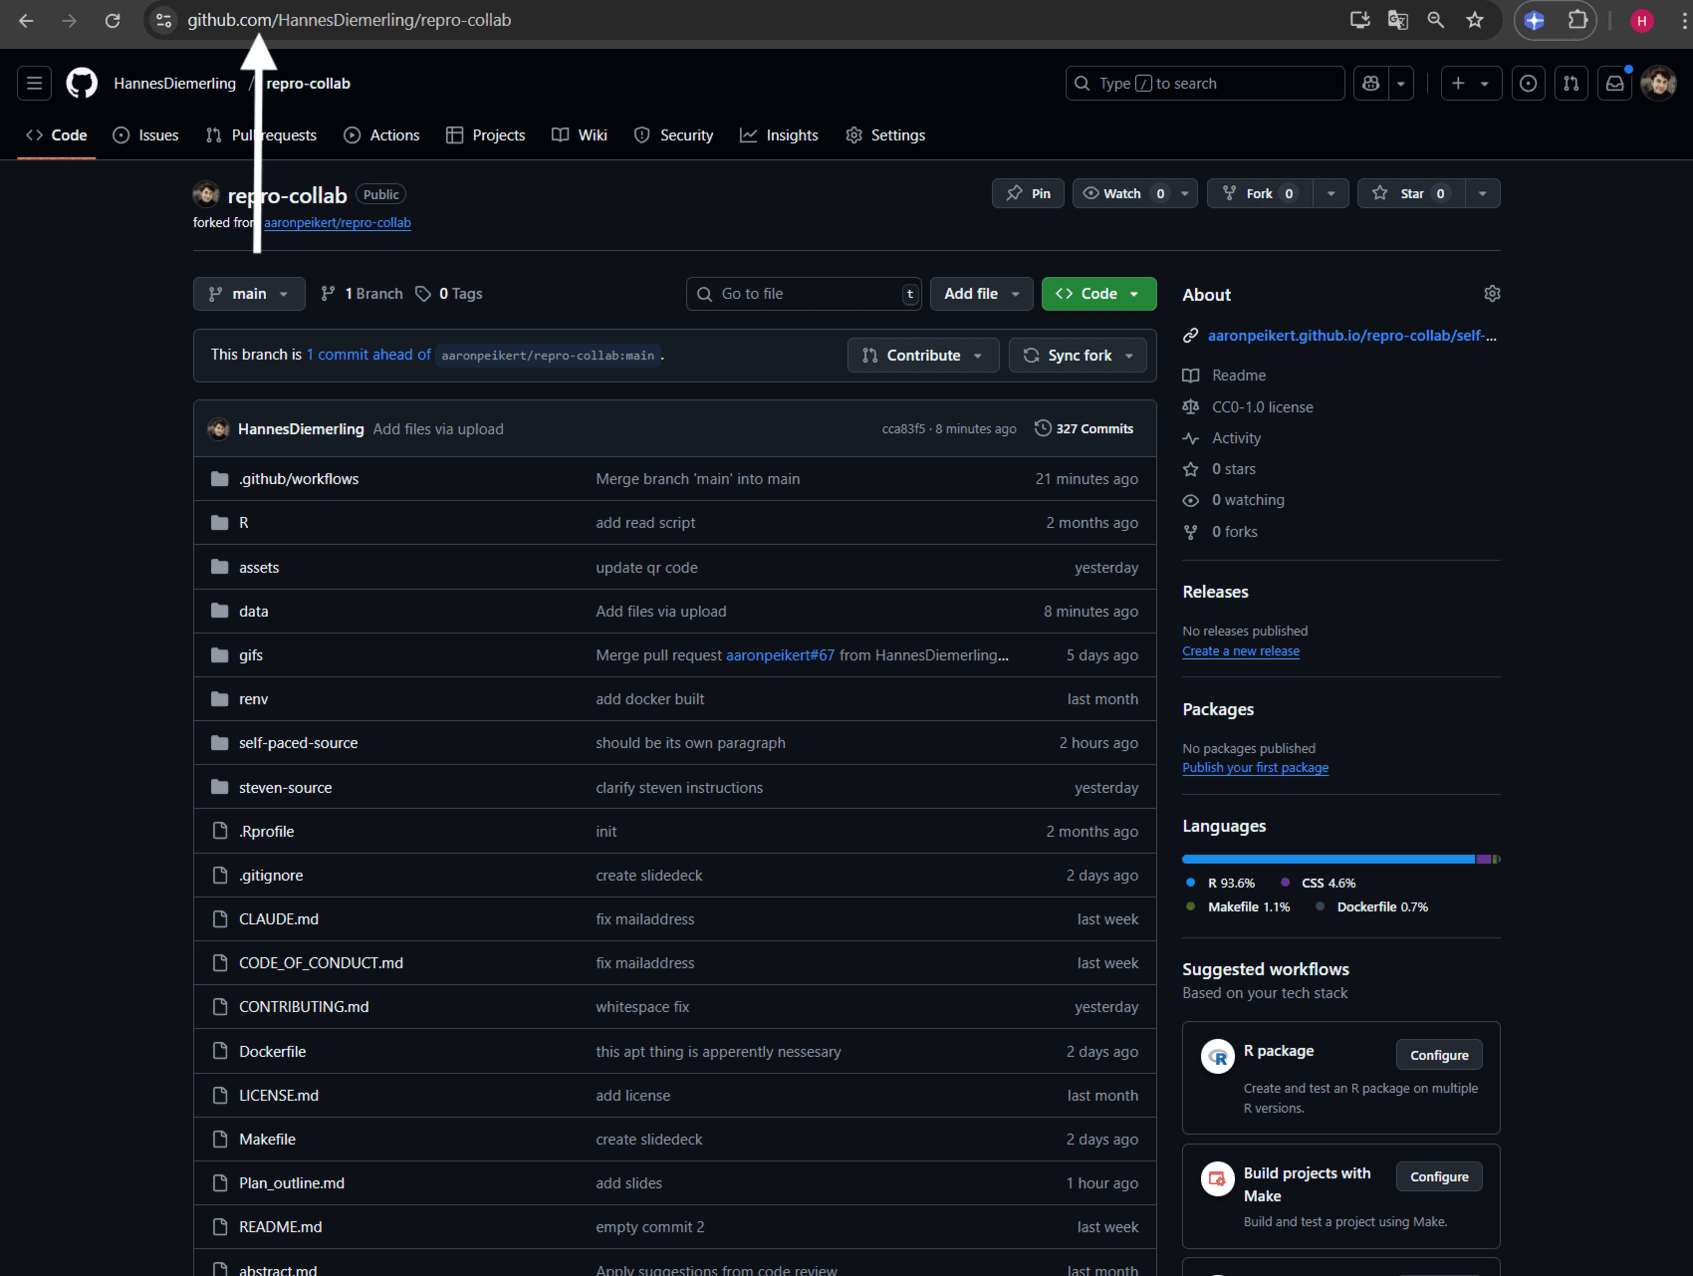 github.com/HannesDiemerling/repro-collab
H
HannesDiemerling / repro-collab
Type / to search
Code Issues Pull requests Actions Projects Wiki Security Insights Settings
repro-collab Public
Pin Watch 0 Fork 0 Star 0
forked from aaronpeikert/repro-collab
main 1 Branch 0 Tags Go to file t Add file Code
This branch is 1 commit ahead of aaronpeikert/repro-collab:main .
Contribute Sync fork
HannesDiemerling Add files via upload cca83f5 · 8 minutes ago 327 Commits
.github/workflows Merge branch 'main' into main 21 minutes ago
R add read script 2 months ago
assets update qr code yesterday
data Add files via upload 8 minutes ago
gifs Merge pull request aaronpeikert#67 from HannesDiemerling... 5 days ago
renv add docker built last month
self-paced-source should be its own paragraph 2 hours ago
steven-source clarify steven instructions yesterday
.Rprofile init 2 months ago
.gitignore create slidedeck 2 days ago
CLAUDE.md fix mailaddress last week
CODE_OF_CONDUCT.md fix mailaddress last week
CONTRIBUTING.md whitespace fix yesterday
Dockerfile this apt thing is apperently nessesary 2 days ago
LICENSE.md add license last month
Makefile create slidedeck 2 days ago
Plan_outline.md add slides 1 hour ago
README.md empty commit 2 last week
abstract.md Apply suggestions from code review last month
About
aaronpeikert.github.io/repro-collab/self-...
Readme
CC0-1.0 license
Activity
0 stars
0 watching
0 forks
Releases
No releases published
Create a new release
Packages
No packages published
Publish your first package
Languages
R 93.6% CSS 4.6%
Makefile 1.1% Dockerfile 0.7%
Suggested workflows
Based on your tech stack
R package
Configure
Create and test an R package on multiple
R versions.
Build projects with
Make
Configure
Build and test a project using Make.